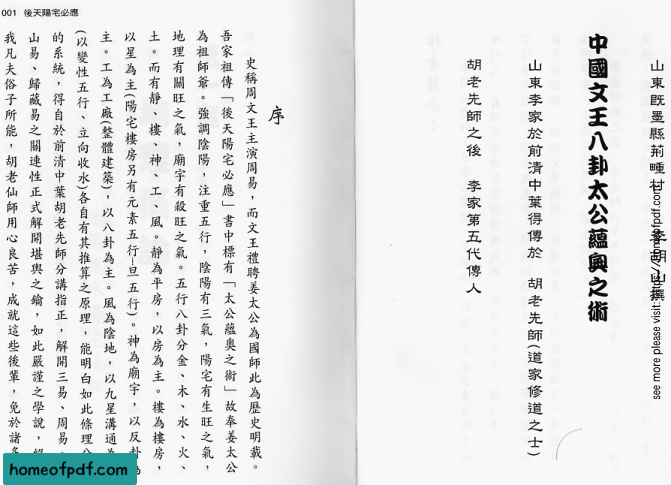 山東既墨縣荊疃村 李明山撰
中國文王八卦太公蘊奧之術
山東李家於前清中葉得傳於 胡老先師(道家修道之士)
胡老先師之後 李家第五代傳人
see more please visit: https://homeofpdf.com
001 後天陽宅必應
序
史稱周文王主演周易，而文王禮聘姜太公為國師此為歷史明載。
吾家祖傳「後天陽宅必應」書中標有「太公蘊奧之術」故奉姜太公
為祖師爺。強調陰陽，注重五行，陰陽有三氣，陽宅有生旺之氣，
地理有關旺之氣，廟宇有殺旺之氣。五行八卦分金、木、水、火、
土。而有靜、樓、神、工、風。靜為平房，以房為主。樓為樓房，
以星為主(陽宅樓房另有元素五行—旦五行)。神為廟宇，以反卦為
主。工為工廠(整體建築)，以八卦為主。風為陰地，以九星溝通為
(以變性五行、立向收水)各自有其推算之原理，能明白如此條理分
的系統，得自於前清中葉胡老先師分講指正，解開三易、周易、
山易、歸藏易之關連性正式解開堪輿之鑰，如此嚴謹之學說，
我凡夫俗子所能，胡老仙師用心良苦，成就這些後輩，免於諸多
homeofpdf.com